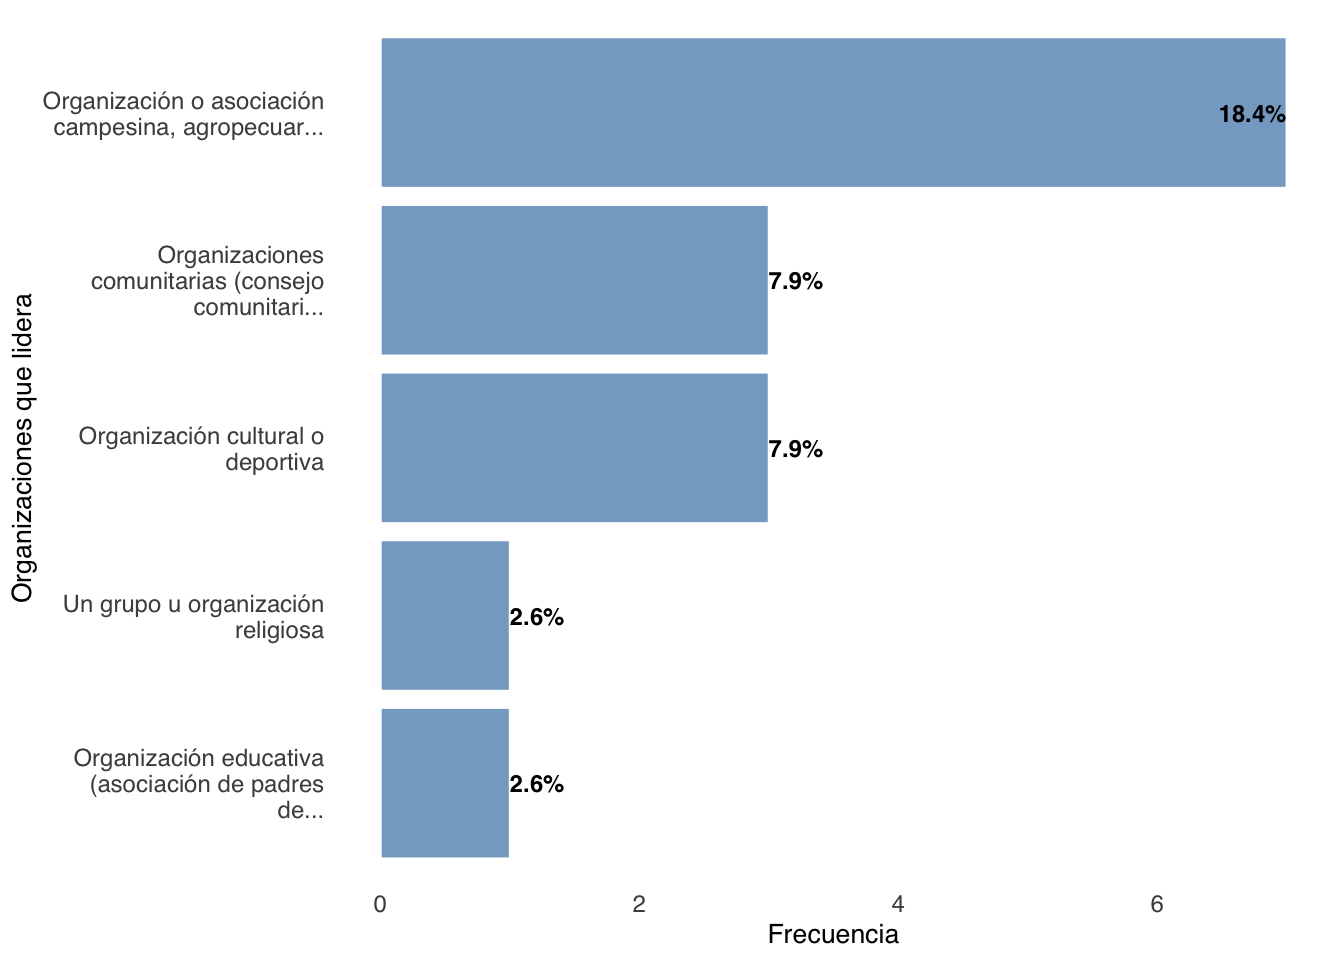 Organizaciones que lidera
Organización o asociación
campesina, agropecuar...
18.4%
Organizaciones
comunitarias (consejo
comunitari...
7.9%
Organización cultural o
deportiva
7.9%
Un grupo u organización
religiosa
2.6%
Organización educativa
(asociación de padres
de...
2.6%
0 2 4 6
Frecuencia